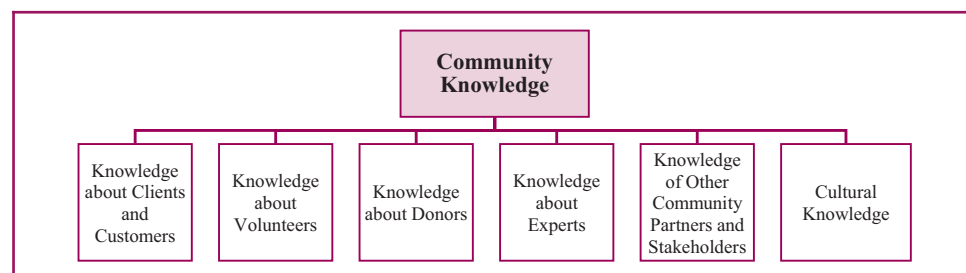 Community
Knowledge
Knowledge
about Clients
and
Customers
Knowledge
about
Volunteers
Knowledge
about Donors
Knowledge
about
Experts
Knowledge
of Other
Community
Partners and
Stakeholders
Cultural
Knowledge